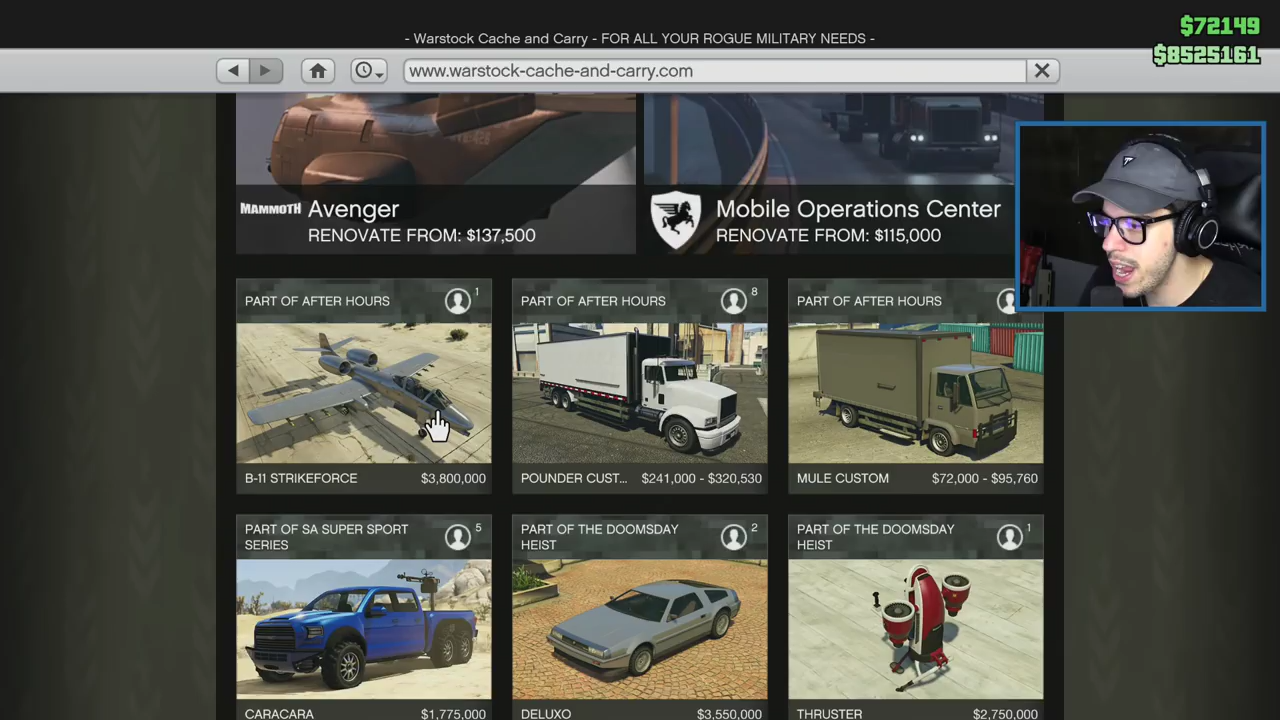 - Warstock Cache and Carry - FOR ALL YOUR ROGUE MILITARY NEEDS -
$72149
$8525161
www.warstock-cache-and-carry.com
MAMMOTH Avenger
RENOVATE FROM: $137,500
Mobile Operations Center
RENOVATE FROM: $115,000
PART OF AFTER HOURS 1
PART OF AFTER HOURS 8
PART OF AFTER HOURS
B-11 STRIKEFORCE $3,800,000
POUNDER CUST... $241,000 - $320,530
MULE CUSTOM $72,000 - $95,760
PART OF SA SUPER SPORT
SERIES 5
PART OF THE DOOMSDAY
HEIST 2
PART OF THE DOOMSDAY
HEIST 1
CARACARA $1,775,000
DELUXO $3,550,000
THRUSTER $2,750,000